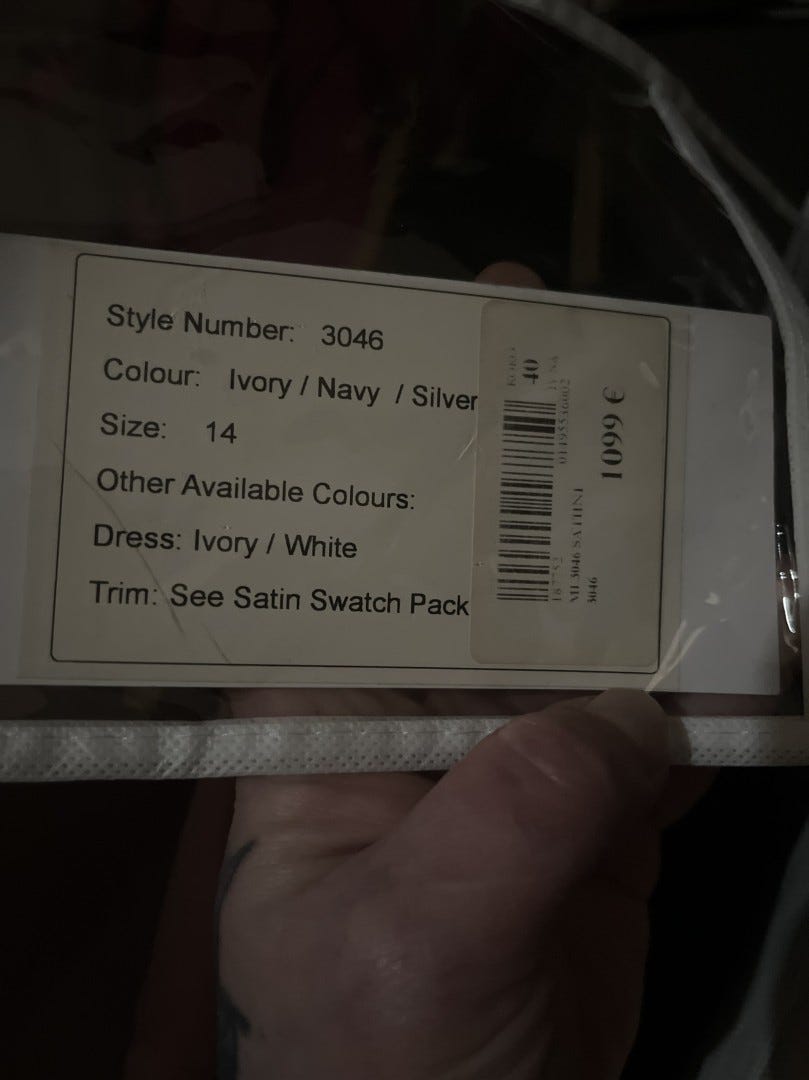 Style Number: 3046
Colour: Ivory / Navy / Silver
Size: 14
Other Available Colours:
Dress: Ivory / White
Trim: See Satin Swatch Pack
40
1099 €
3046
3046